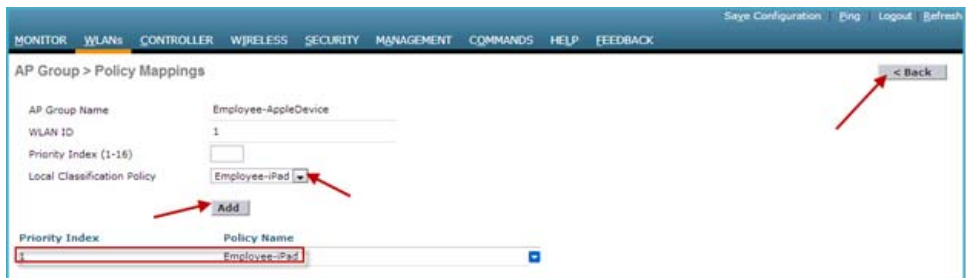 Save Configuration Ping Logout Refresh
MONITOR WLANs CONTROLLER WIRELESS SECURITY MANAGEMENT COMMANDS HELP FEEDBACK
AP Group > Policy Mappings
< Back
AP Group Name Employee-AppleDevice
WLAN ID 1
Priority Index (1-16)
Local Classification Policy Employee-iPad
Add
Priority Index Policy Name
1 Employee-iPad